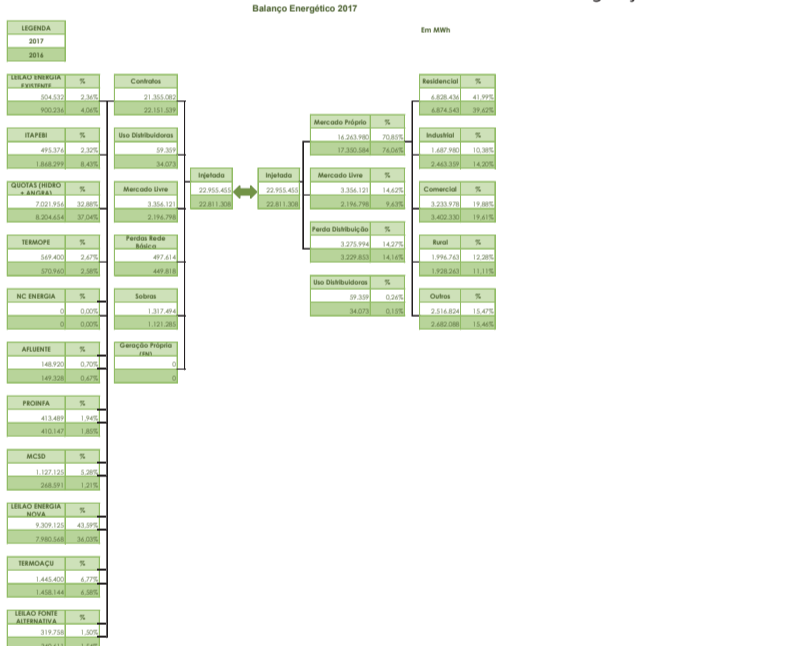 Balanço Energético 2017
Em MWh
LEGENDA
2017
2016
LEILAO ENERGIA EXISTENTE %
504.532 2,36%
900.236 4,06%
ITAPEBI %
495.376 2,32%
1.868.399 8,43%
QUOTAS (HIDRO + ANGRA) %
7.021.956 32,88%
8.204.654 37,04%
TERMOPE %
569.400 2,67%
570.960 2,58%
NC ENERGIA %
0 0,00%
0 0,00%
AFLUENTE %
148.920 0,70%
149.328 0,67%
PROINFA %
413.489 1,94%
410.147 1,85%
MCSD %
1.127.125 5,28%
268.591 1,21%
LEILAO ENERGIA NOVA %
9.309.125 43,59%
7.980.568 36,03%
TERMOAÇU %
1.445.400 6,77%
1.458.144 6,58%
LEILAO FONTE ALTERNATIVA %
319.758 1,50%
Contratos
21.355.082
22.151.539
Uso Distribuidoras
59.359
34.073
Mercado Livre
3.356.121
2.196.798
Perdas Rede Básica
497.614
449.818
Sobras
1.317.494
1.121.285
Geração Própria
0
0
Injetada
22.955.455
22.811.308
Injetada
22.955.455
22.811.308
Mercado Próprio %
16.263.980 70,85%
17.350.584 76,06%
Mercado Livre %
3.356.121 14,62%
2.196.798 9,63%
Perda Distribuição %
3.275.994 14,27%
3.229.853 14,16%
Uso Distribuidoras %
59.359 0,26%
34.073 0,15%
Residencial %
6.828.436 41,99%
6.874.543 39,62%
Industrial %
1.687.980 10,38%
2.463.359 14,20%
Comercial %
3.233.978 19,88%
3.402.330 19,61%
Rural %
1.996.763 12,28%
1.928.263 11,11%
Outros %
2.516.824 15,47%
2.682.088 15,46%